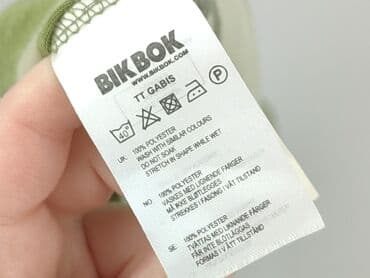 BIKBOK
WWW.BIKBOK.COM
TT GABIS
40°
P
UK: 100% POLYESTER
WASH WITH SIMILAR COLOURS
DO NOT SOAK
STRETCH IN SHAPE WHILE WET
NO: 100% POLYESTER
VASKES MED LIGNENDE FARGER
MÅ IKKE BLØTLEGGES
STREKKES I FASONG I VÅT TILSTAND
SE: 100% POLYESTER
TVÄTTAS MED LIKNANDE FÄRGER
FÅR INTE BLÖTLÄGGAS
FORMAS I VÅTT TILLSTÅND